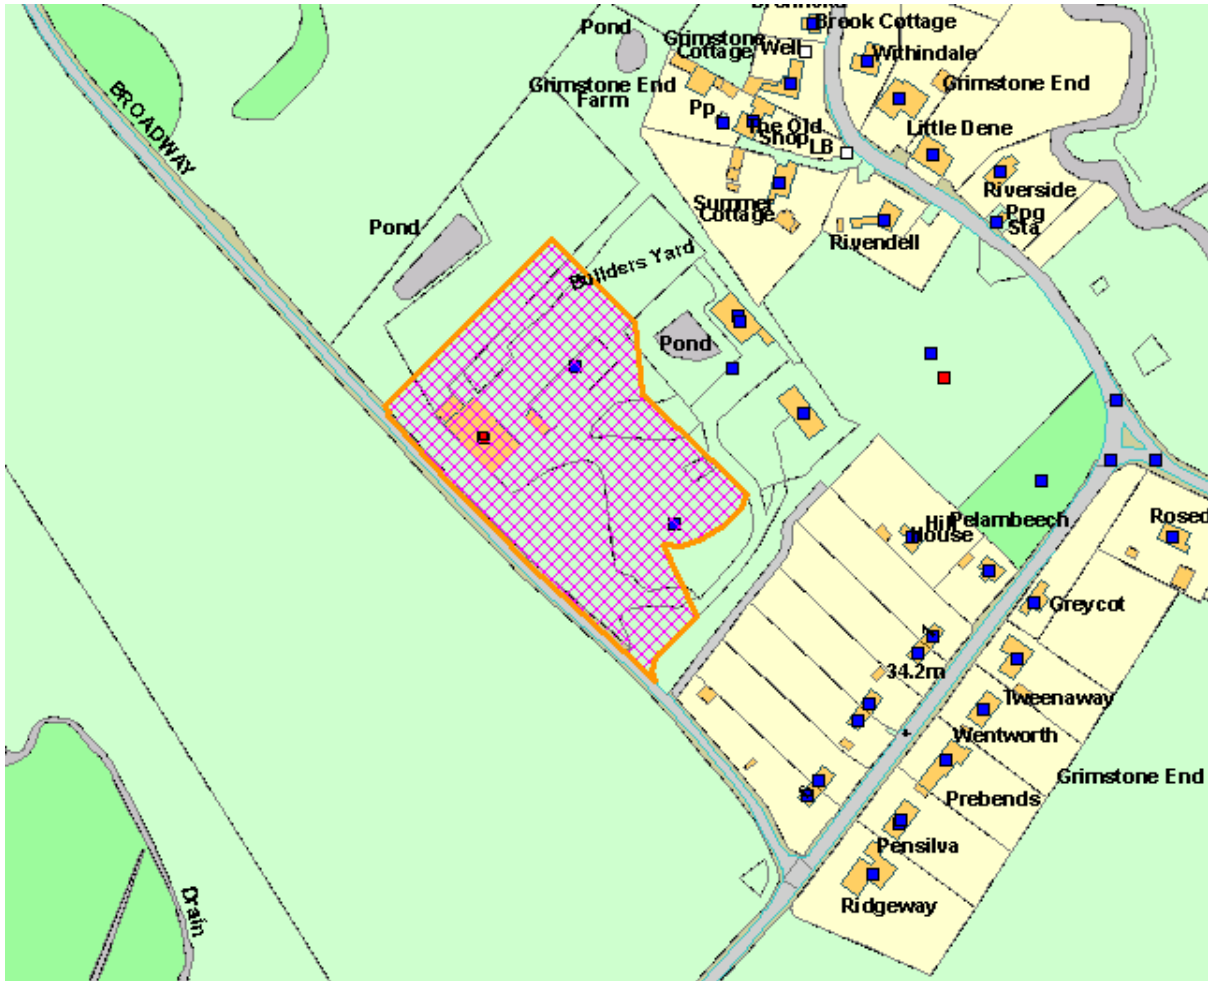 Brook Cottage
Pond
Grimstone
Cottage
Well
Withindale
Grimstone End
Farm
Grimstone End
BROADWAY
Pp
The Old
Shop
LB
Little Dene
Riverside
Summer
Cottage
Ppg
Sta
Pond
Rivendell
Builders Yard
Pond
Pelambeech
Hill
House
Rosed
Greycot
34.2m
Tweenaway
Wentworth
Grimstone End
Prebends
Pensilva
Drain
Ridgeway